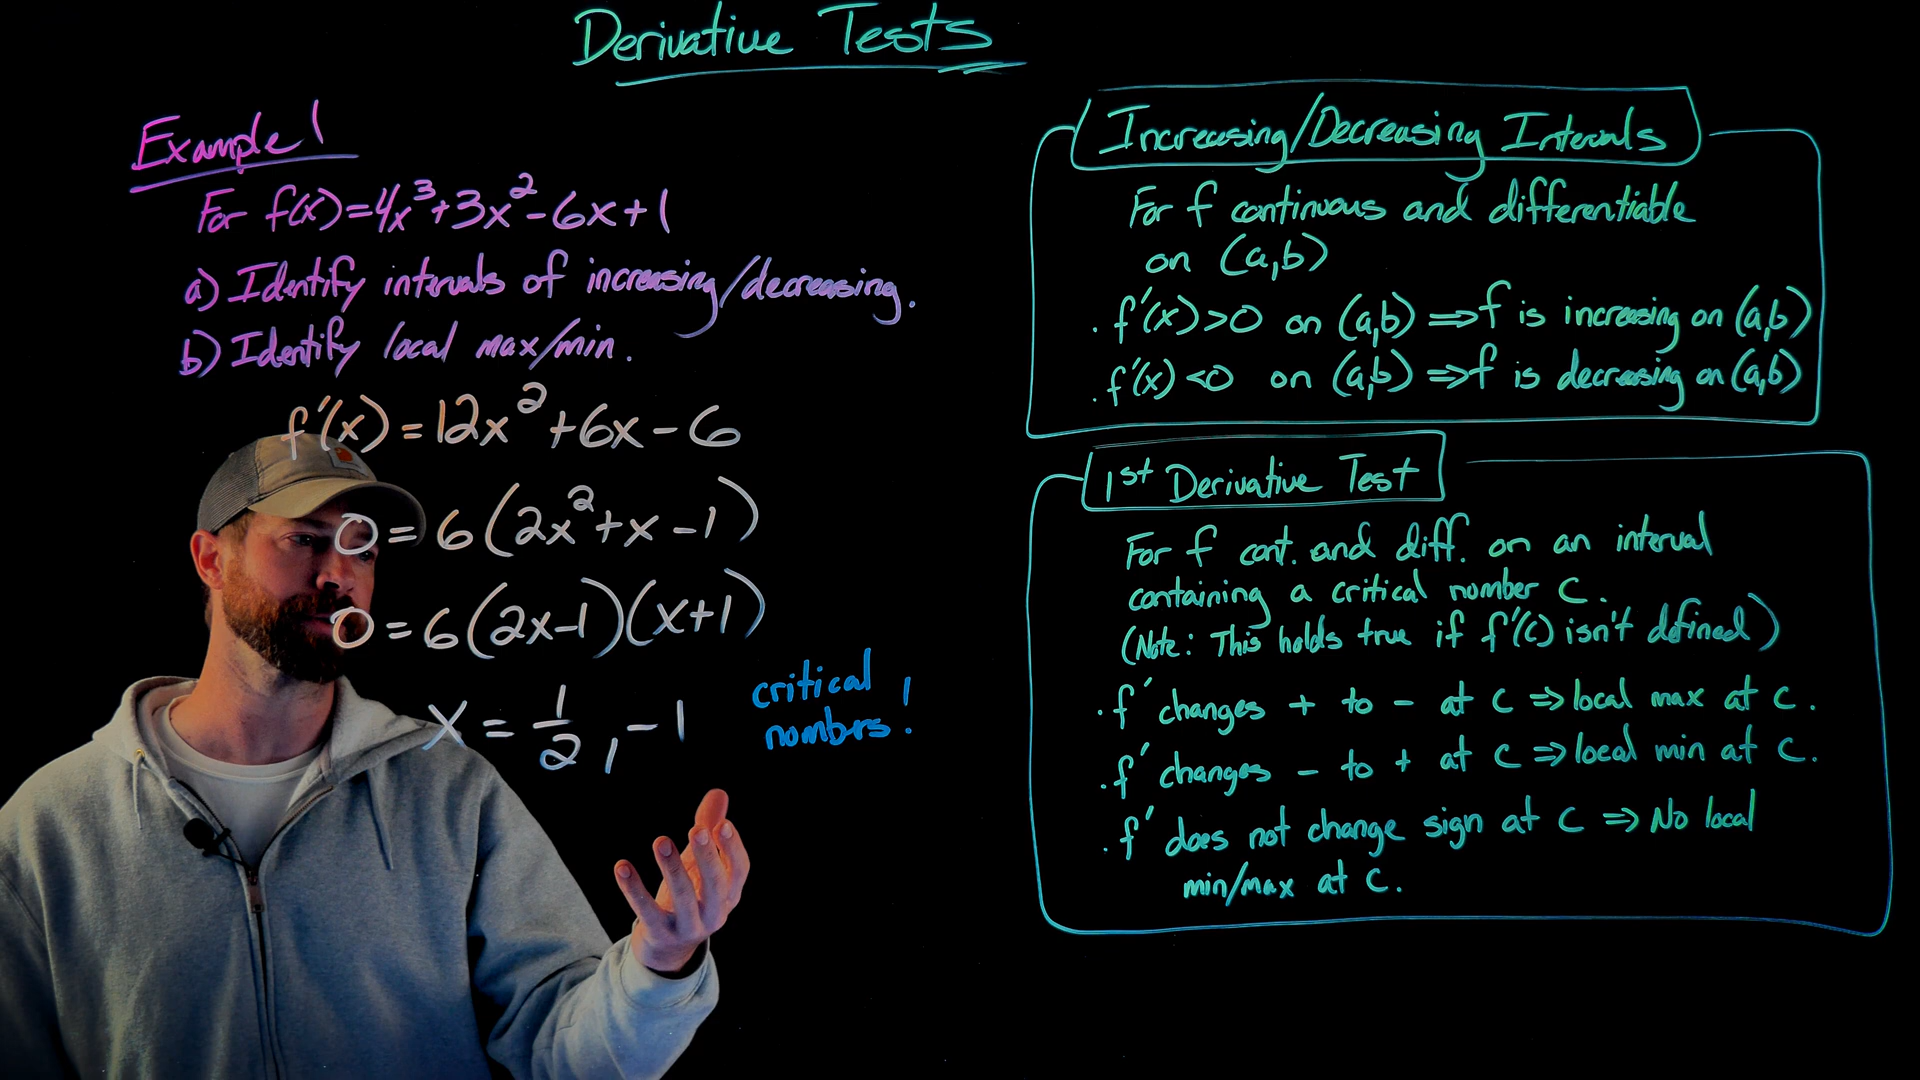 Derivative Tests
Example 1
For f(x)=4x³+3x²-6x+1
a) Identify intervals of increasing/decreasing.
b) Identify local max/min.
f'(x)=12x²+6x-6
0=6(2x²+x-1)
0=6(2x-1)(x+1)
x=1/2,-1
critical
numbers!
Increasing/Decreasing Intervals
For f continuous and differentiable
on (a,b)
. f'(x)>0 on (a,b) ⇒ f is increasing on (a,b)
. f'(x)<0 on (a,b) ⇒ f is decreasing on (a,b)
1st Derivative Test
For f cont. and diff. on an interval
containing a critical number c.
(Note: This holds true if f'(c) isn't defined)
. f' changes + to - at c ⇒ local max at c.
. f' changes - to + at c ⇒ local min at c.
. f' does not change sign at c ⇒ No local
min/max at c.